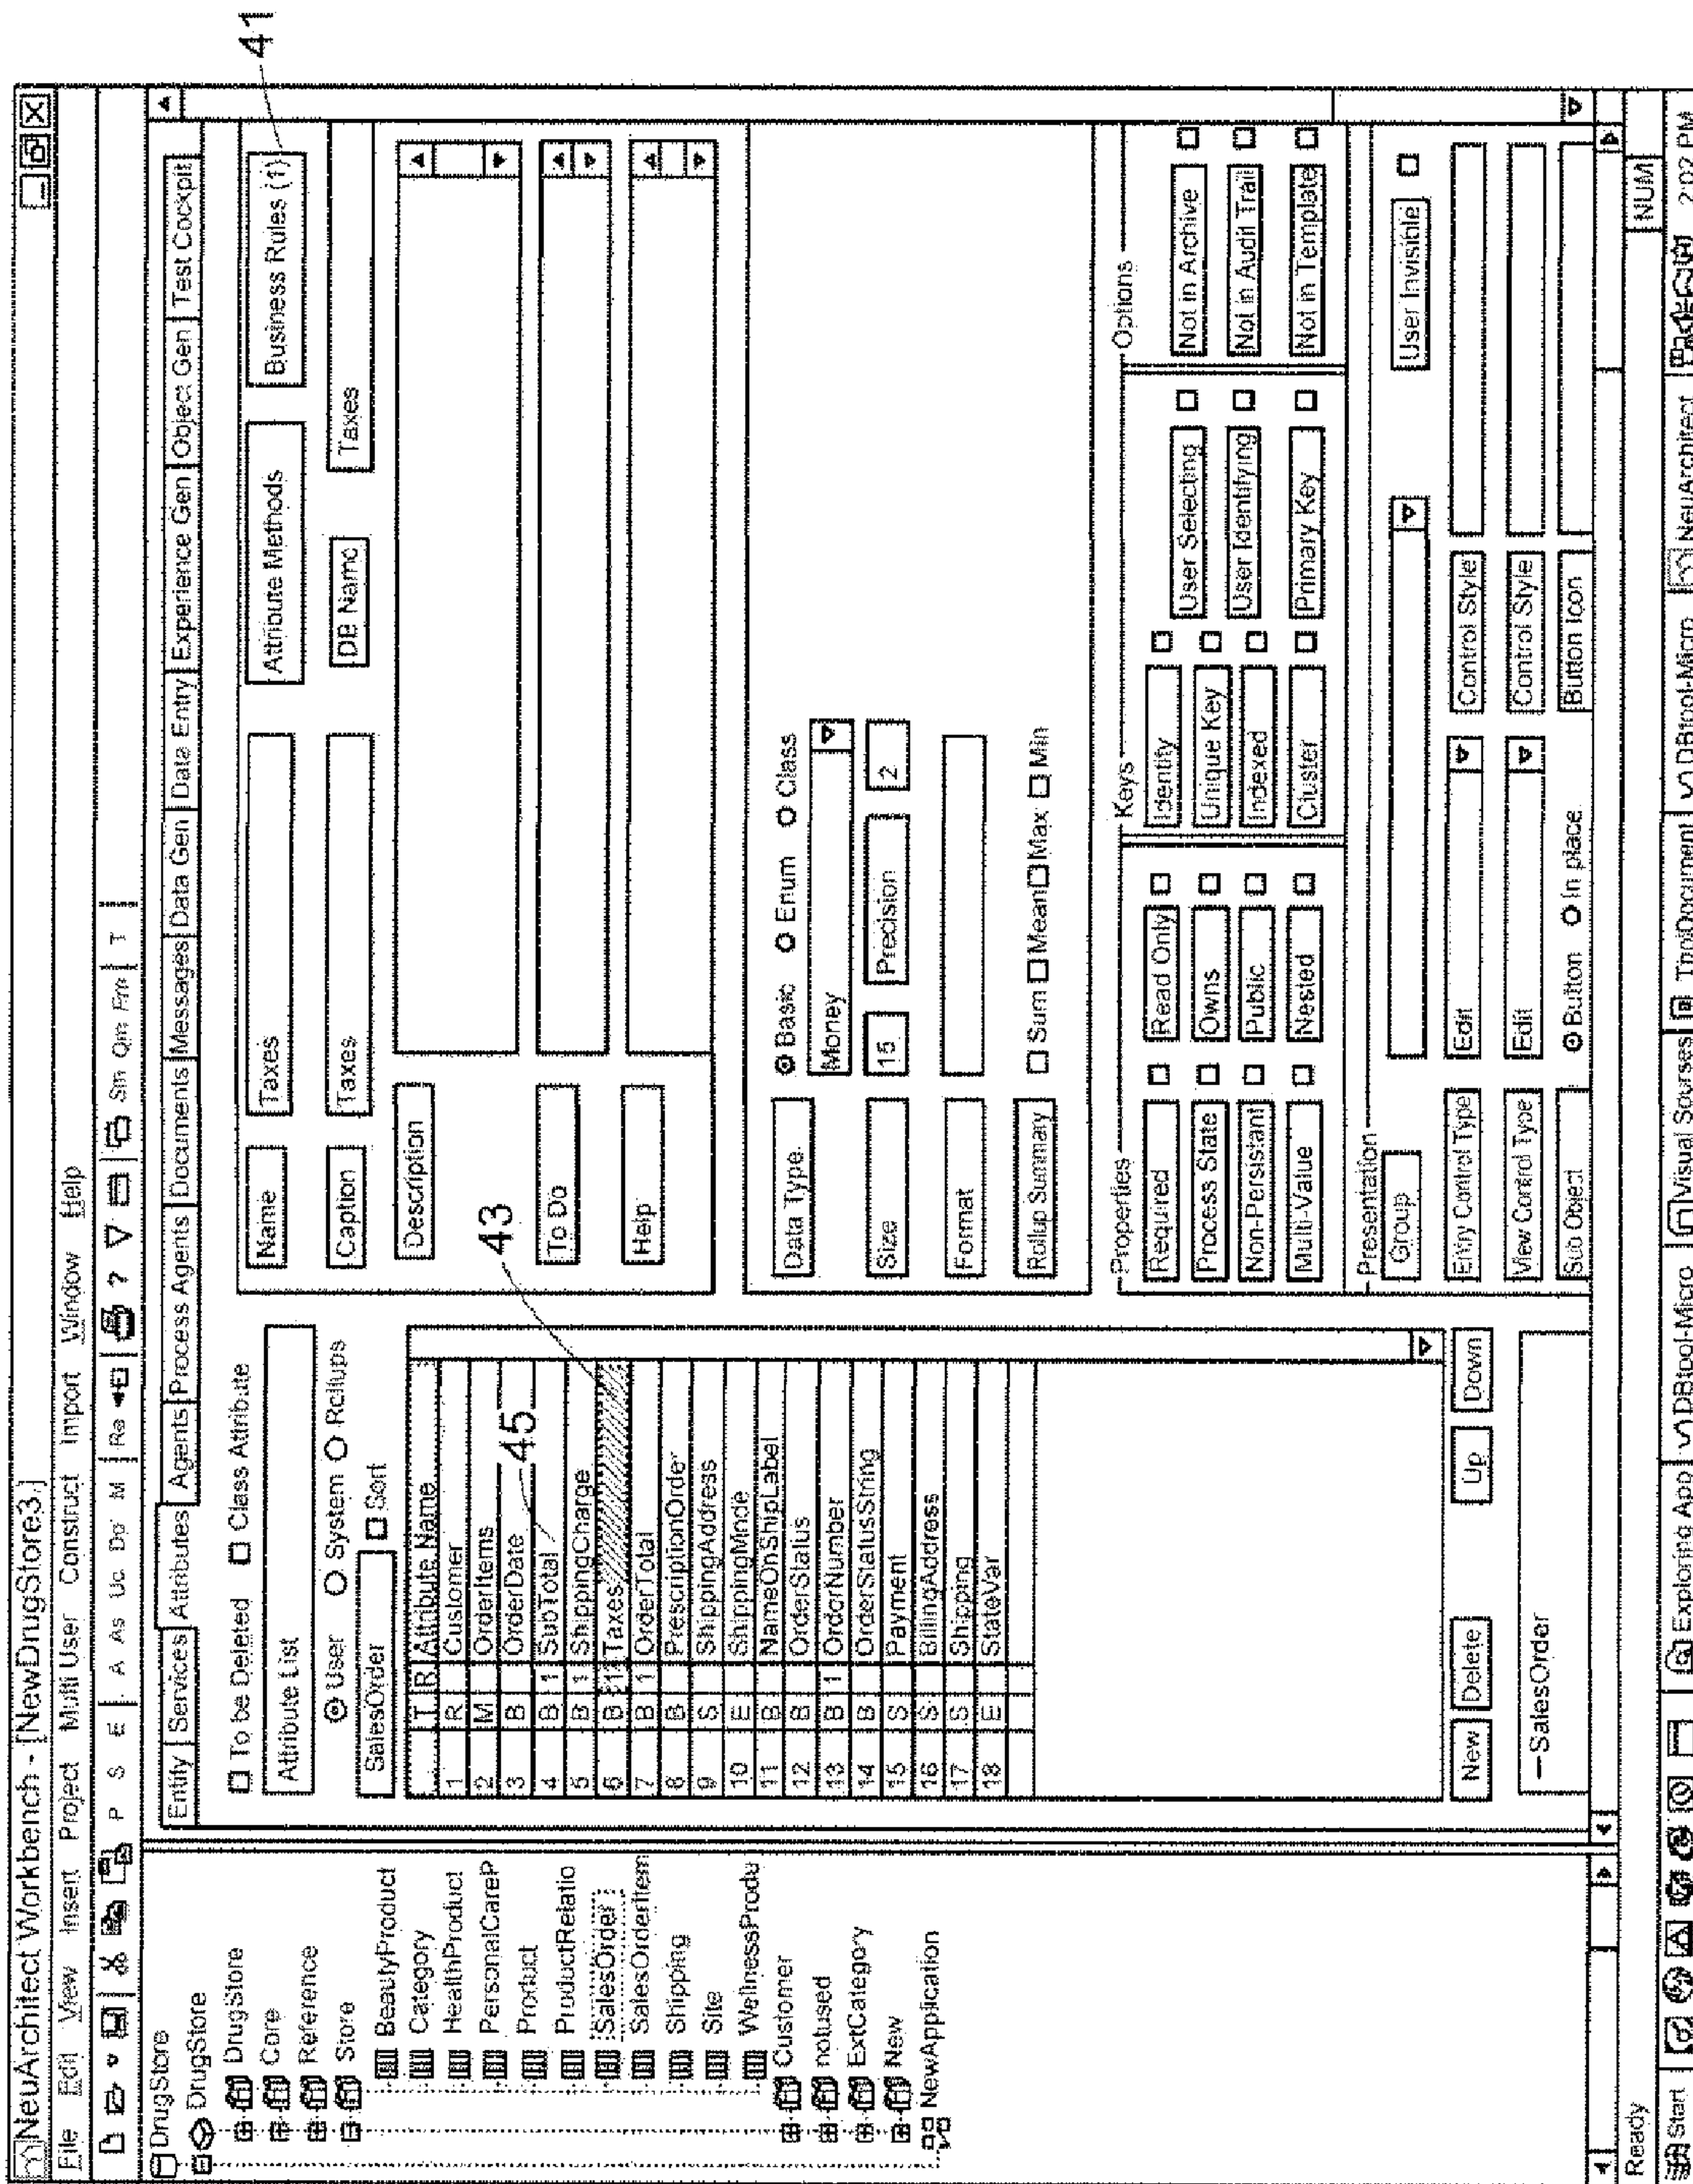 NeuArchitect Workbench - [NewDrugStore3.]
File Edit View Insert Project Multi User Construct Import Window Help
P S E A As Uc Do M Re ? Sm Qm Fm T
DrugStore
DrugStore
DrugStore
Core
Reference
Store
BeautyProduct
Category
HealthProduct
PersonalCareP
Product
ProductRelatio
SalesOrder
SalesOrderItem
Shipping
Site
WellnessProdu
Customer
notused
ExtCategory
New
NewApplication
Entity Services Attributes Agents Process Agents Documents Messages Data Gen Data Entry Experience Gen Object Gen Test Cockpit
To be Deleted Class Attribute
Attribute List
User System Rollups
SalesOrder Sort
T R Attribute Name
1 R Customer
2 M OrderItems
3 B OrderDate
4 B 1 SubTotal
5 B 1 ShippingCharge
6 B 1 Taxes
7 B 1 OrderTotal
8 B PrescriptionOrder
9 S ShippingAddress
10 E ShippingMode
11 B NameOnShipLabel
12 B OrderStatus
13 B 1 OrderNumber
14 B OrderStatusString
15 S Payment
16 S BillingAddress
17 S Shipping
18 E StateVar
45
43
41
New Delete Up Down
SalesOrder
Name Taxes Attribute Methods Business Rules (1)
Caption Taxes DB Name Taxes
Description
To Do
Help
Data Type Basic Enum Class
Money
Size 15 Precision 2
Format
Rollup Summary Sum Mean Max Min
Properties Keys Options
Required Read Only Identity User Selecting Not in Archive
Process State Owns Unique Key User Identifying Not in Audit Trail
Non-Persistant Public Indexed Primary Key Not in Template
Multi-Value Nested Cluster
Presentation
Group User Invisible
Entry Control Type Edit Control Style
View Control Type Edit Control Style
Sub Object Button In place Button Icon
Ready NUM
Start Exploring App DBtool-Micro Visual Sourses DBtool-Micro NeuArchitect 2:02 PM